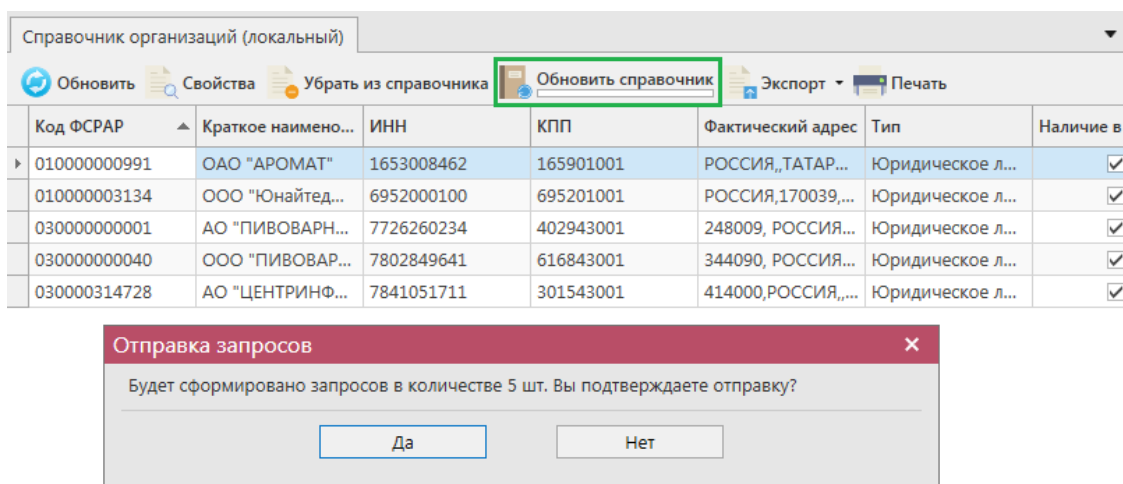 Справочник организаций (локальный)
Обновить Свойства Убрать из справочника Обновить справочник Экспорт Печать
Код ФСРАР Краткое наимено... ИНН КПП Фактический адрес Тип Наличие в
010000000991 ОАО "АРОМАТ" 1653008462 165901001 РОССИЯ,,ТАТАР... Юридическое л...
010000003134 ООО "Юнайтед... 6952000100 695201001 РОССИЯ,170039,... Юридическое л...
030000000001 АО "ПИВОВАРН... 7726260234 402943001 248009, РОССИЯ... Юридическое л...
030000000040 ООО "ПИВОВАР... 7802849641 616843001 344090, РОССИЯ... Юридическое л...
030000314728 АО "ЦЕНТРИНФ... 7841051711 301543001 414000,РОССИЯ,,... Юридическое л...
Отправка запросов
Будет сформировано запросов в количестве 5 шт. Вы подтверждаете отправку?
Да Нет